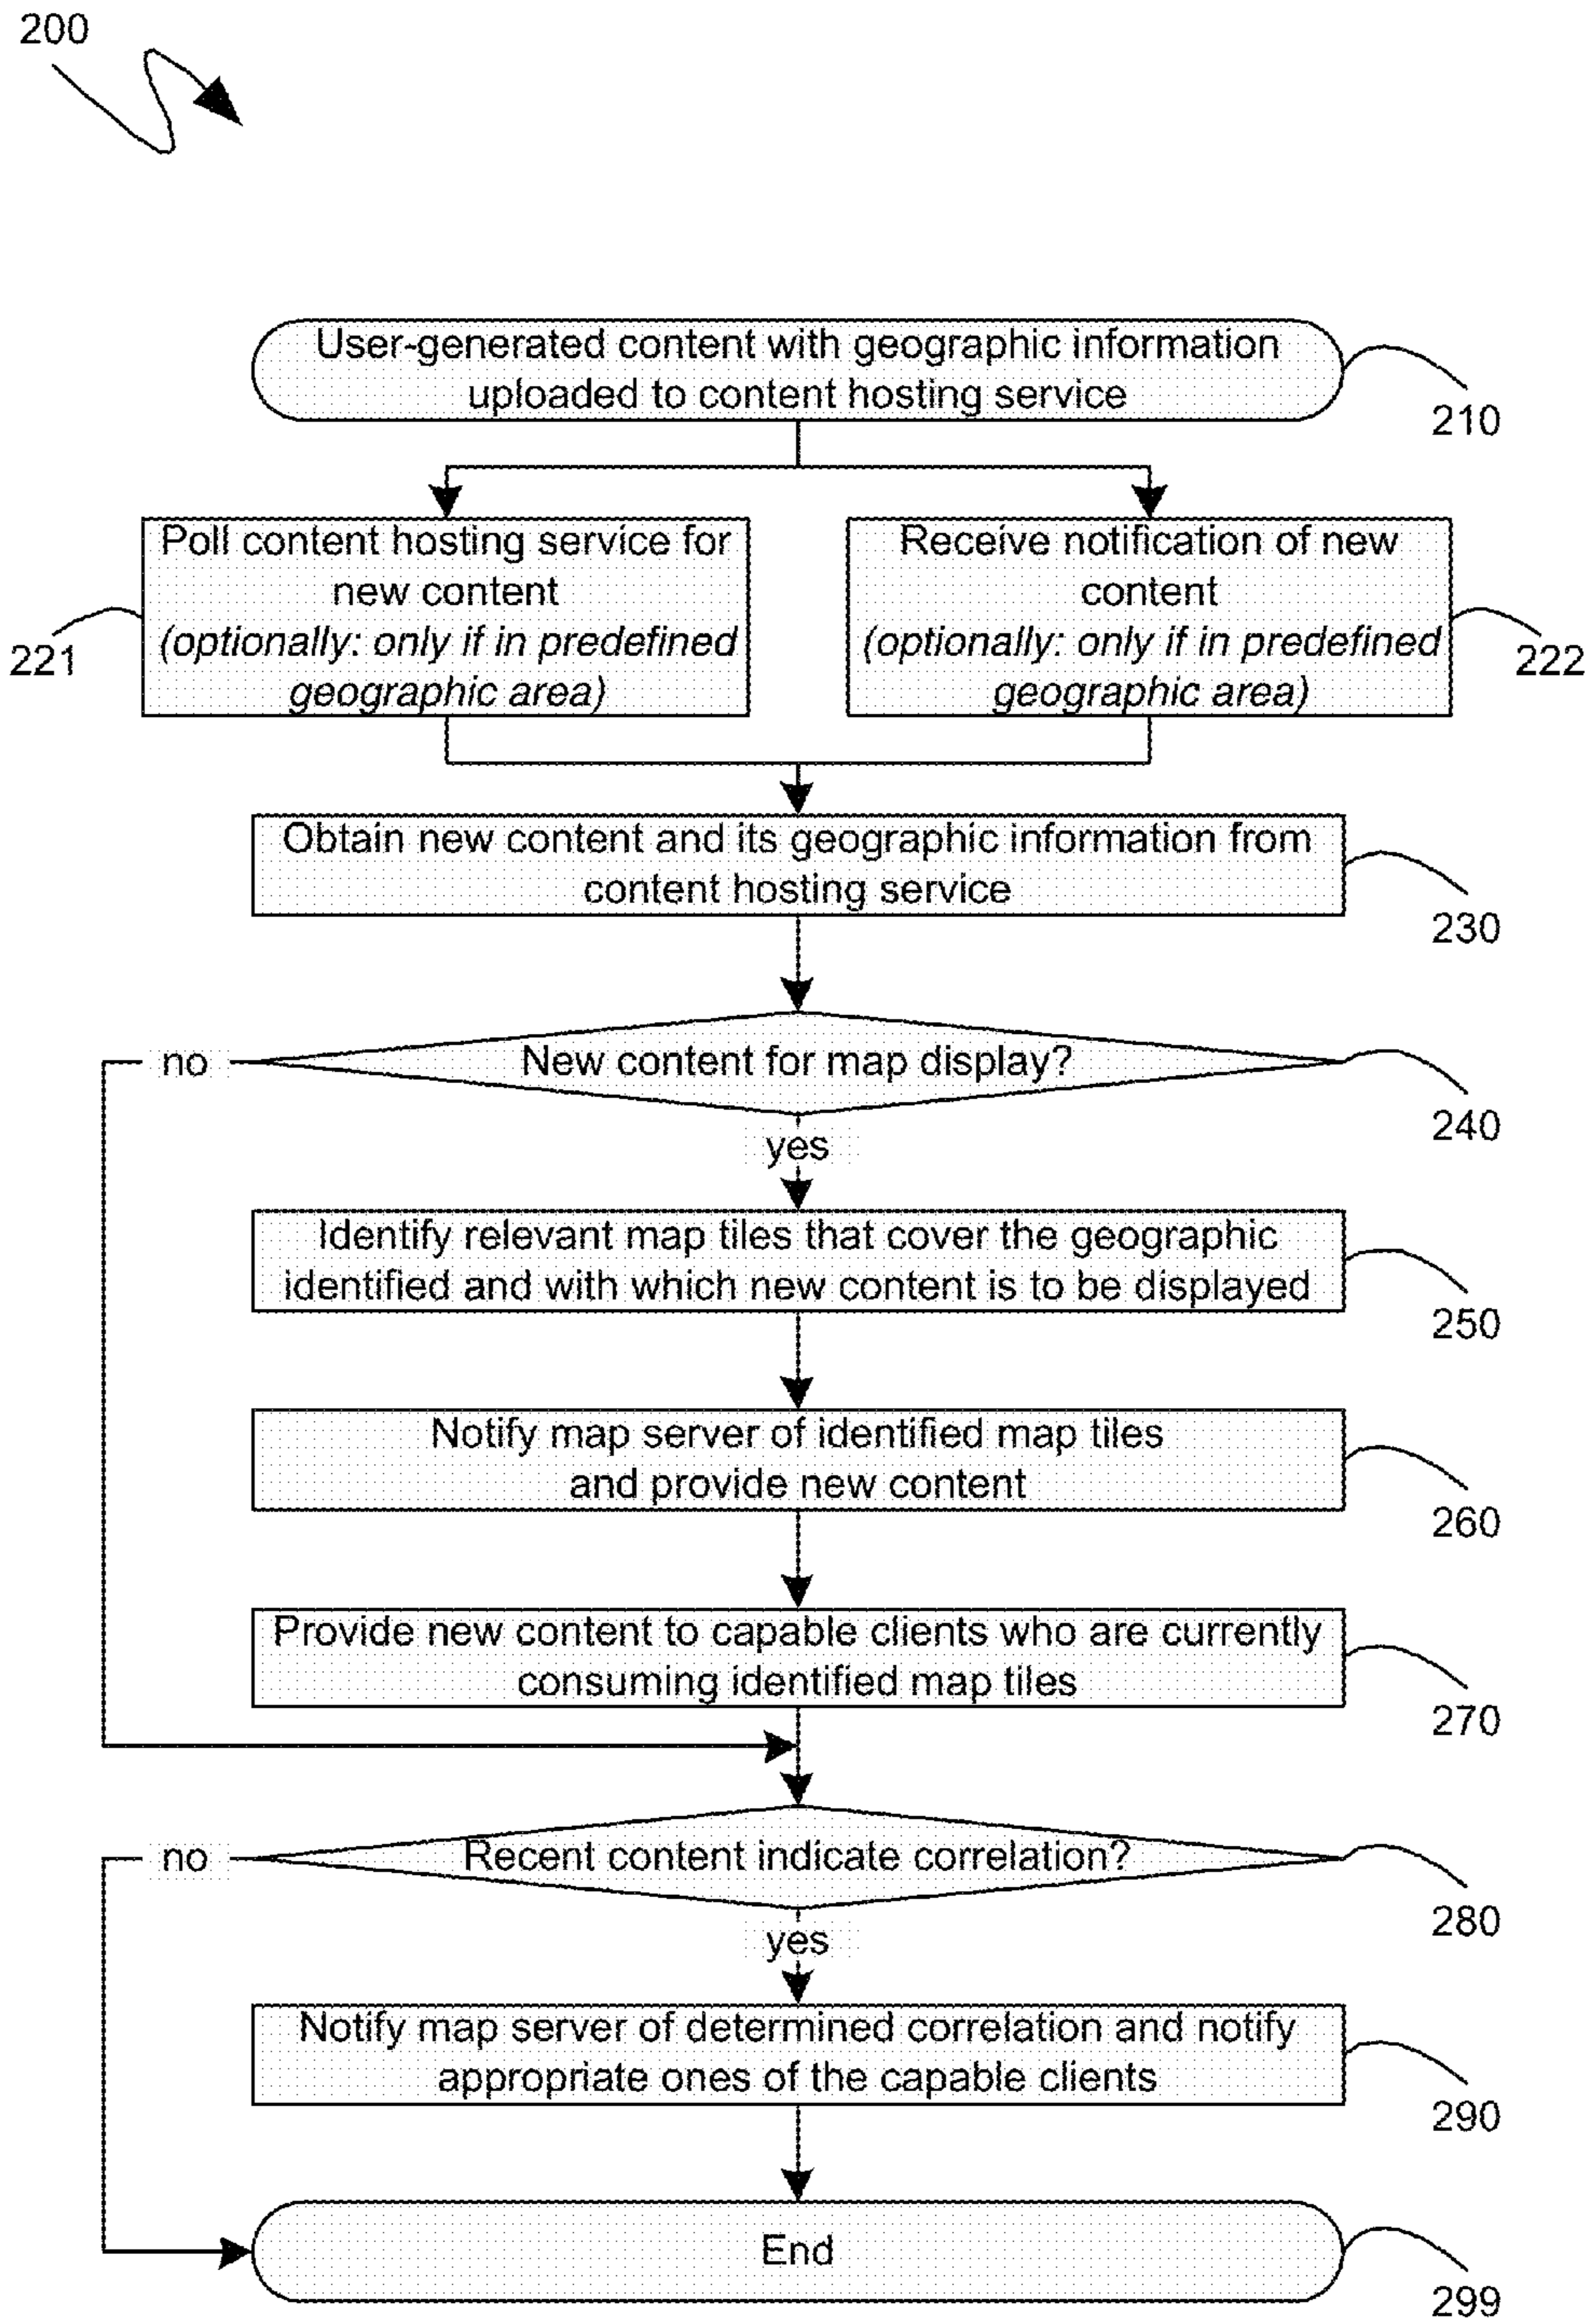 200
User-generated content with geographic information
uploaded to content hosting service
210
Poll content hosting service for
new content
(optionally: only if in predefined
geographic area)
221
Receive notification of new
content
(optionally: only if in predefined
geographic area)
222
Obtain new content and its geographic information from
content hosting service
230
New content for map display?
no
240
yes
Identify relevant map tiles that cover the geographic
identified and with which new content is to be displayed
250
Notify map server of identified map tiles
and provide new content
260
Provide new content to capable clients who are currently
consuming identified map tiles
270
Recent content indicate correlation?
no
280
yes
Notify map server of determined correlation and notify
appropriate ones of the capable clients
290
End
299